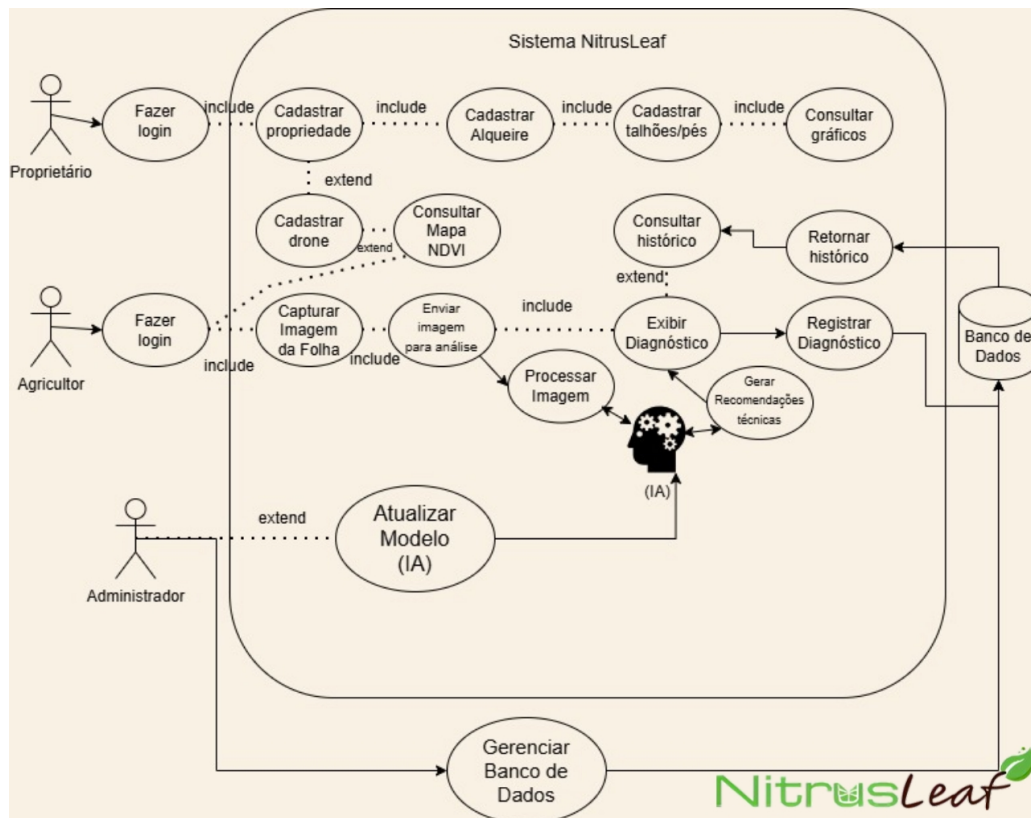 Sistema NitrusLeaf
Proprietário
Fazer
login
include
Cadastrar
propriedade
include
Cadastrar
Alqueire
include
Cadastrar
talhões/pés
include
Consultar
gráficos
extend
Cadastrar
drone
extend
Consultar
Mapa
NDVI
Consultar
histórico
Retornar
histórico
extend
Agricultor
Fazer
login
include
Capturar
Imagem
da Folha
include
Enviar
imagem
para análise
include
Exibir
Diagnóstico
Registrar
Diagnóstico
Banco de
Dados
Processar
Imagem
Gerar
Recomendações
técnicas
(IA)
Administrador
extend
Atualizar
Modelo
(IA)
Gerenciar
Banco de
Dados
NitrusLeaf